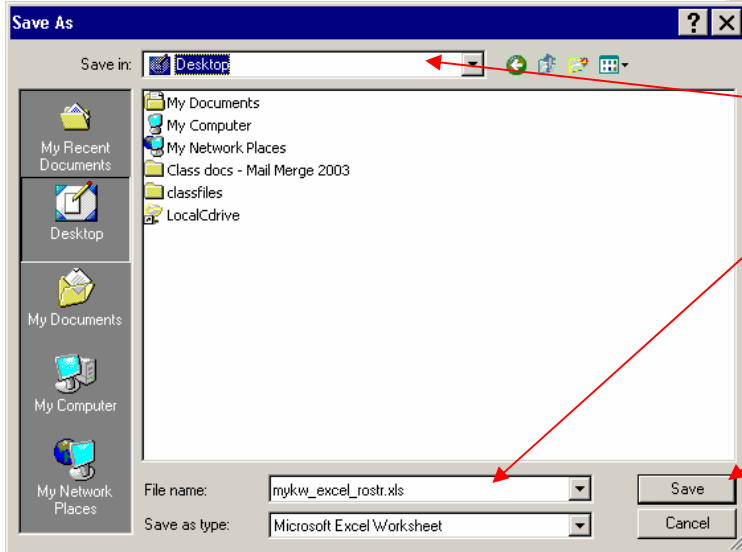 Save As
Save in: Desktop
My Recent
Documents
Desktop
My Documents
My Computer
My Network
Places
My Documents
My Computer
My Network Places
Class docs - Mail Merge 2003
classfiles
LocalCdrive
File name: mykw_excel_rostr.xls Save
Save as type: Microsoft Excel Worksheet Cancel